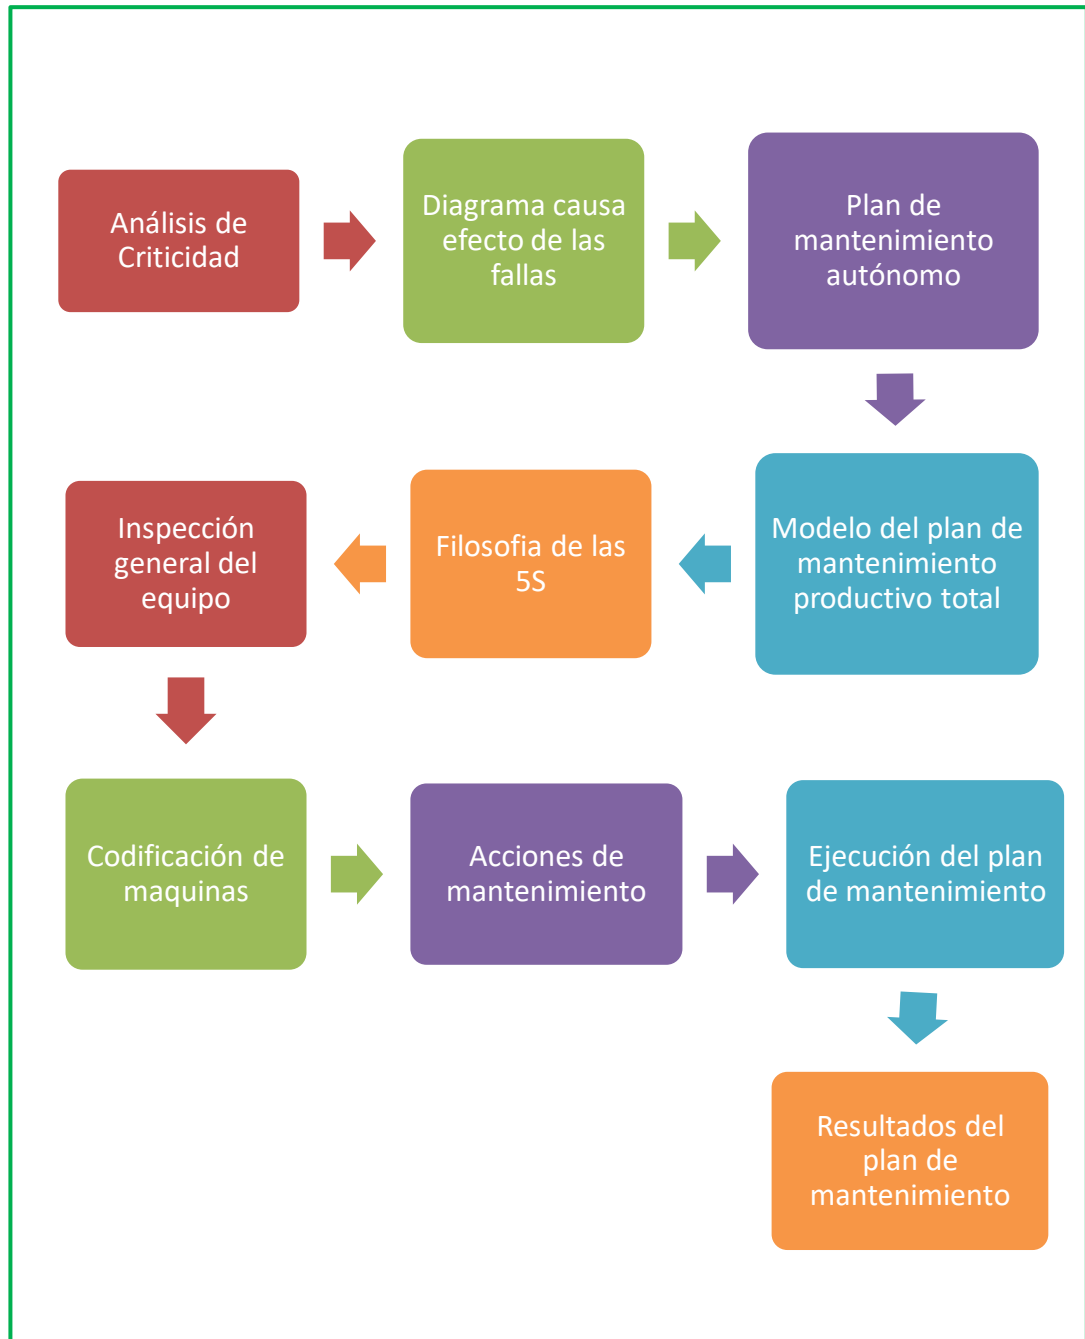 Análisis de
Criticidad
Diagrama causa
efecto de las
fallas
Plan de
mantenimiento
autónomo
Modelo del plan de
mantenimiento
productivo total
Filosofia de las
5S
Inspección
general del
equipo
Codificación de
maquinas
Acciones de
mantenimiento
Ejecución del plan
de mantenimiento
Resultados del
plan de
mantenimiento